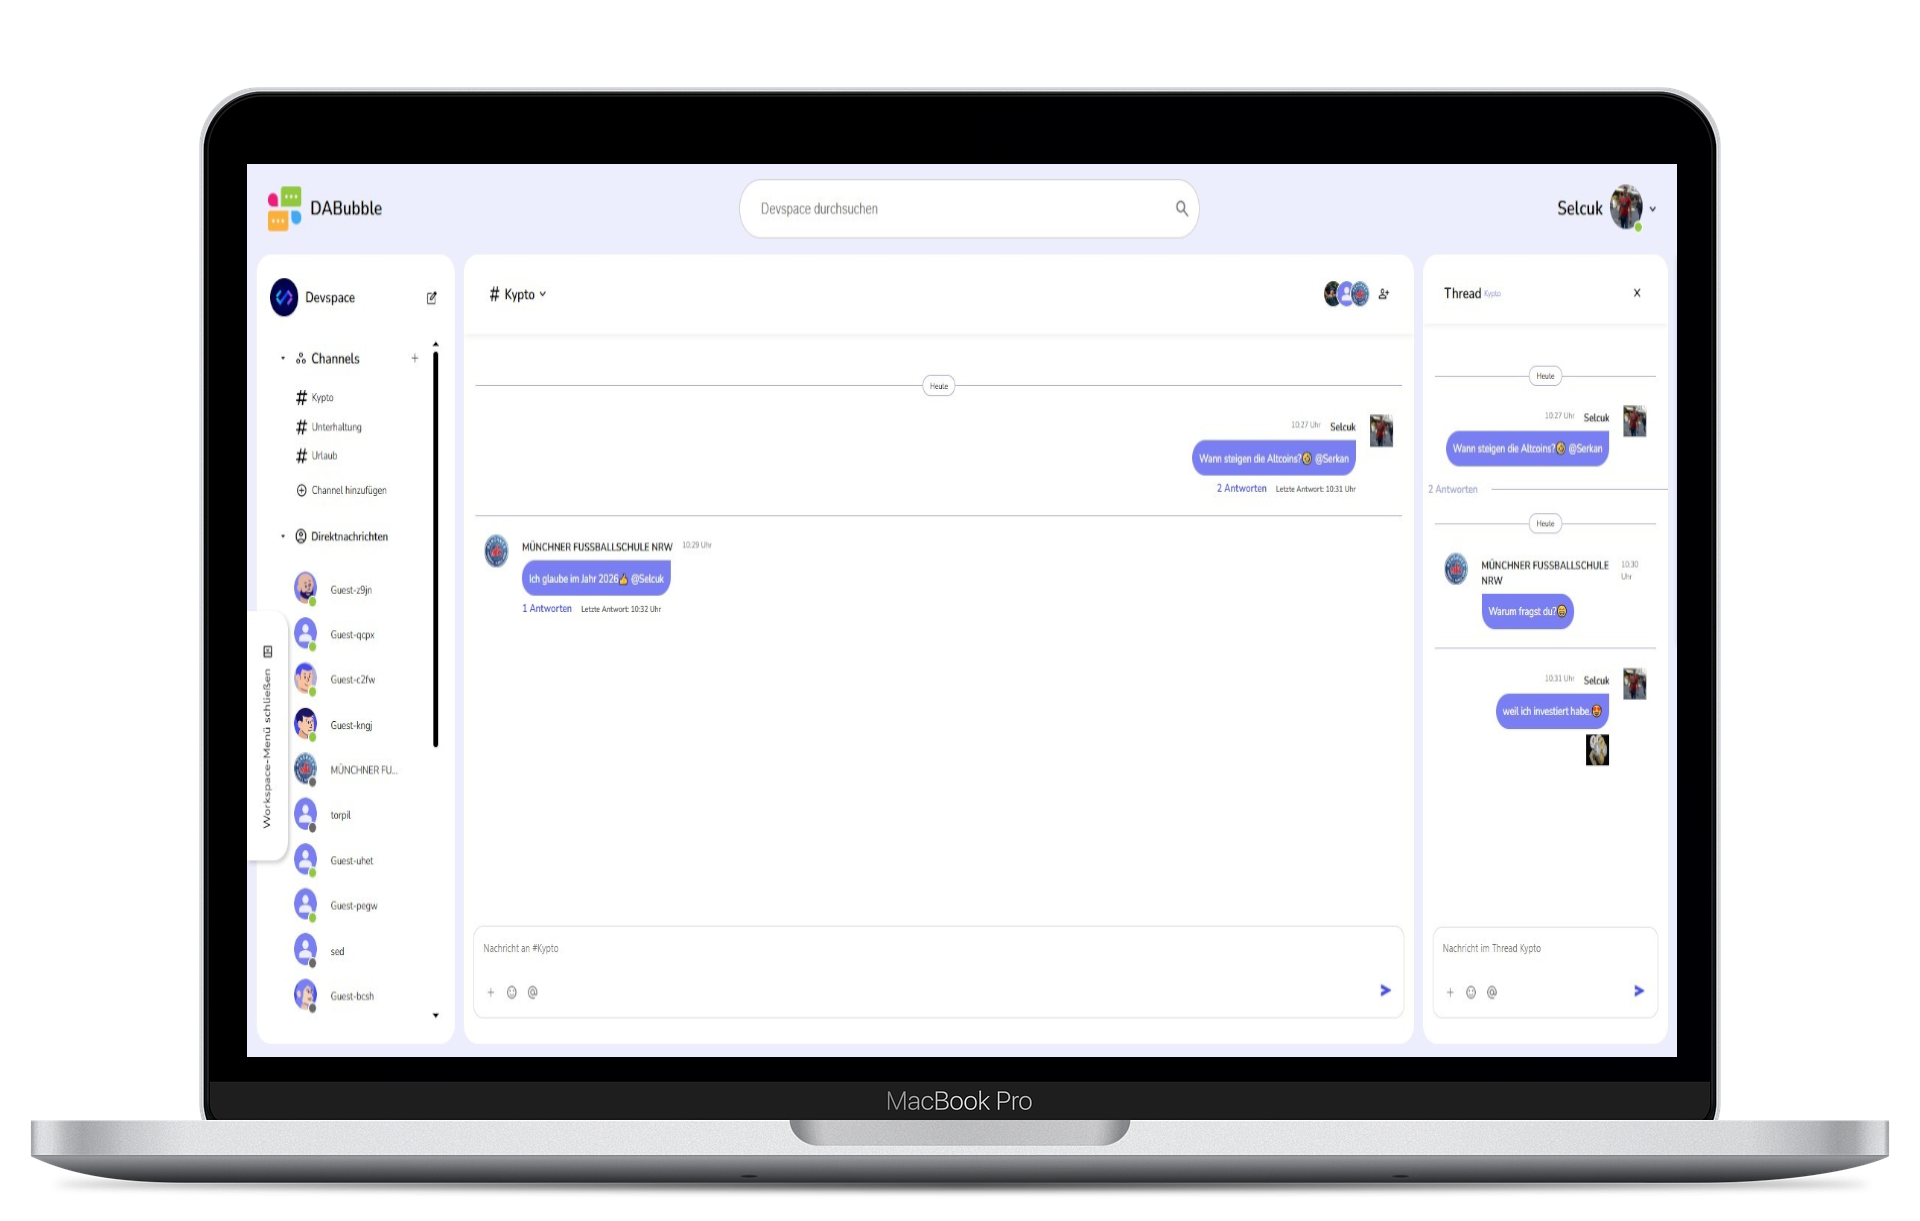 DABubble
Devspace durchsuchen
Selcuk
Devspace
Channels
# Kypto
# Unterhaltung
# Urlaub
Channel hinzufügen
Direktnachrichten
Guest-z9jn
Guest-qcpx
Guest-c2fw
Guest-kngj
MÜNCHNER FU...
torpil
Guest-uhet
Guest-pegw
sed
Guest-bcsh
Workspace-Menü schließen
# Kypto
Heute
10:27 Uhr Selcuk
Wann steigen die Altcoins? @Serkan
2 Antworten Letzte Antwort: 10:31 Uhr
MÜNCHNER FUSSBALLSCHULE NRW 10:29 Uhr
Ich glaube im Jahr 2026👍 @Selcuk
1 Antworten Letzte Antwort: 10:32 Uhr
Nachricht an #Kypto
+ @
Thread Kypto X
Heute
10:27 Uhr Selcuk
Wann steigen die Altcoins? @Serkan
2 Antworten
Heute
MÜNCHNER FUSSBALLSCHULE 10:30
NRW Uhr
Warum fragst du?
10:31 Uhr Selcuk
weil ich investiert habe.
Nachricht im Thread Kypto
+ @
MacBook Pro